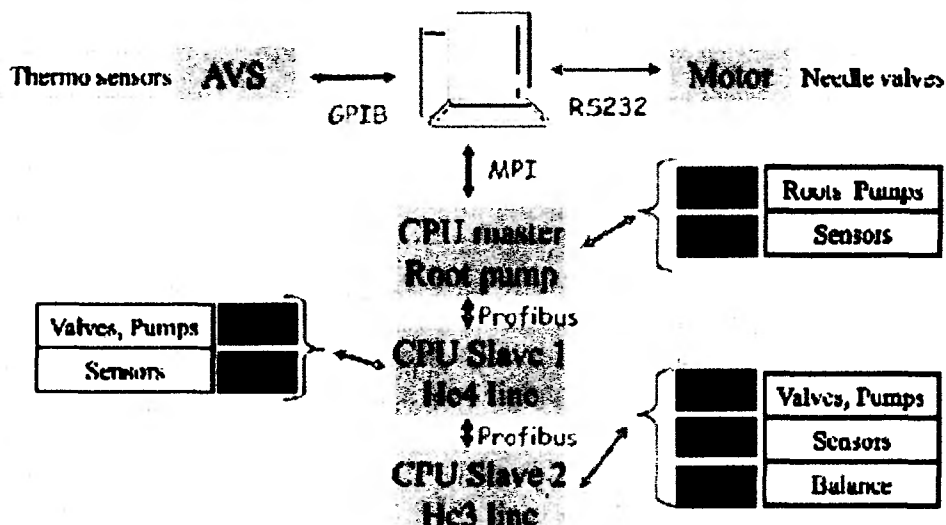 Thermo sensors AVS
GPIB
RS232
Motor Needle valves
MPI
CPU master
Root pump
Roots Pumps
Sensors
Profibus
Valves, Pumps
Sensors
CPU Slave 1
He4 line
Profibus
CPU Slave 2
He3 line
Valves, Pumps
Sensors
Balance